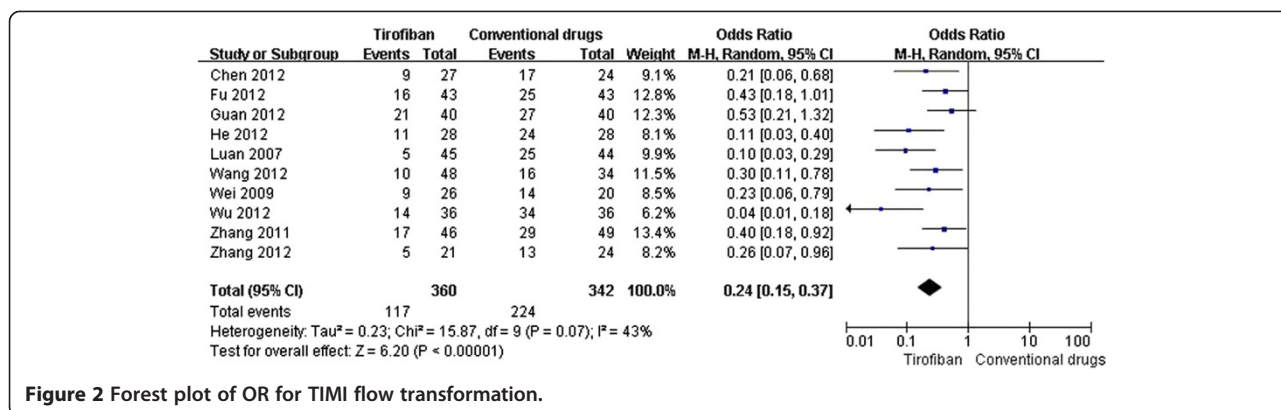 Tirofiban Conventional drugs Odds Ratio Odds Ratio
Study or Subgroup Events Total Events Total Weight M-H, Random, 95% CI M-H, Random, 95% CI
Chen 2012 9 27 17 24 9.1% 0.21 [0.06, 0.68]
Fu 2012 16 43 25 43 12.8% 0.43 [0.18, 1.01]
Guan 2012 21 40 27 40 12.3% 0.53 [0.21, 1.32]
He 2012 11 28 24 28 8.1% 0.11 [0.03, 0.40]
Luan 2007 5 45 25 44 9.9% 0.10 [0.03, 0.29]
Wang 2012 10 48 16 34 11.5% 0.30 [0.11, 0.78]
Wei 2009 9 26 14 20 8.5% 0.23 [0.06, 0.79]
Wu 2012 14 36 34 36 6.2% 0.04 [0.01, 0.18]
Zhang 2011 17 46 29 49 13.4% 0.40 [0.18, 0.92]
Zhang 2012 5 21 13 24 8.2% 0.26 [0.07, 0.96]
Total (95% CI) 360 342 100.0% 0.24 [0.15, 0.37]
Total events 117 224
Heterogeneity: Tau² = 0.23; Chi² = 15.87, df = 9 (P = 0.07); I² = 43%
Test for overall effect: Z = 6.20 (P < 0.00001)
0.01 0.1 1 10 100
Tirofiban Conventional drugs
Figure 2 Forest plot of OR for TIMI flow transformation.